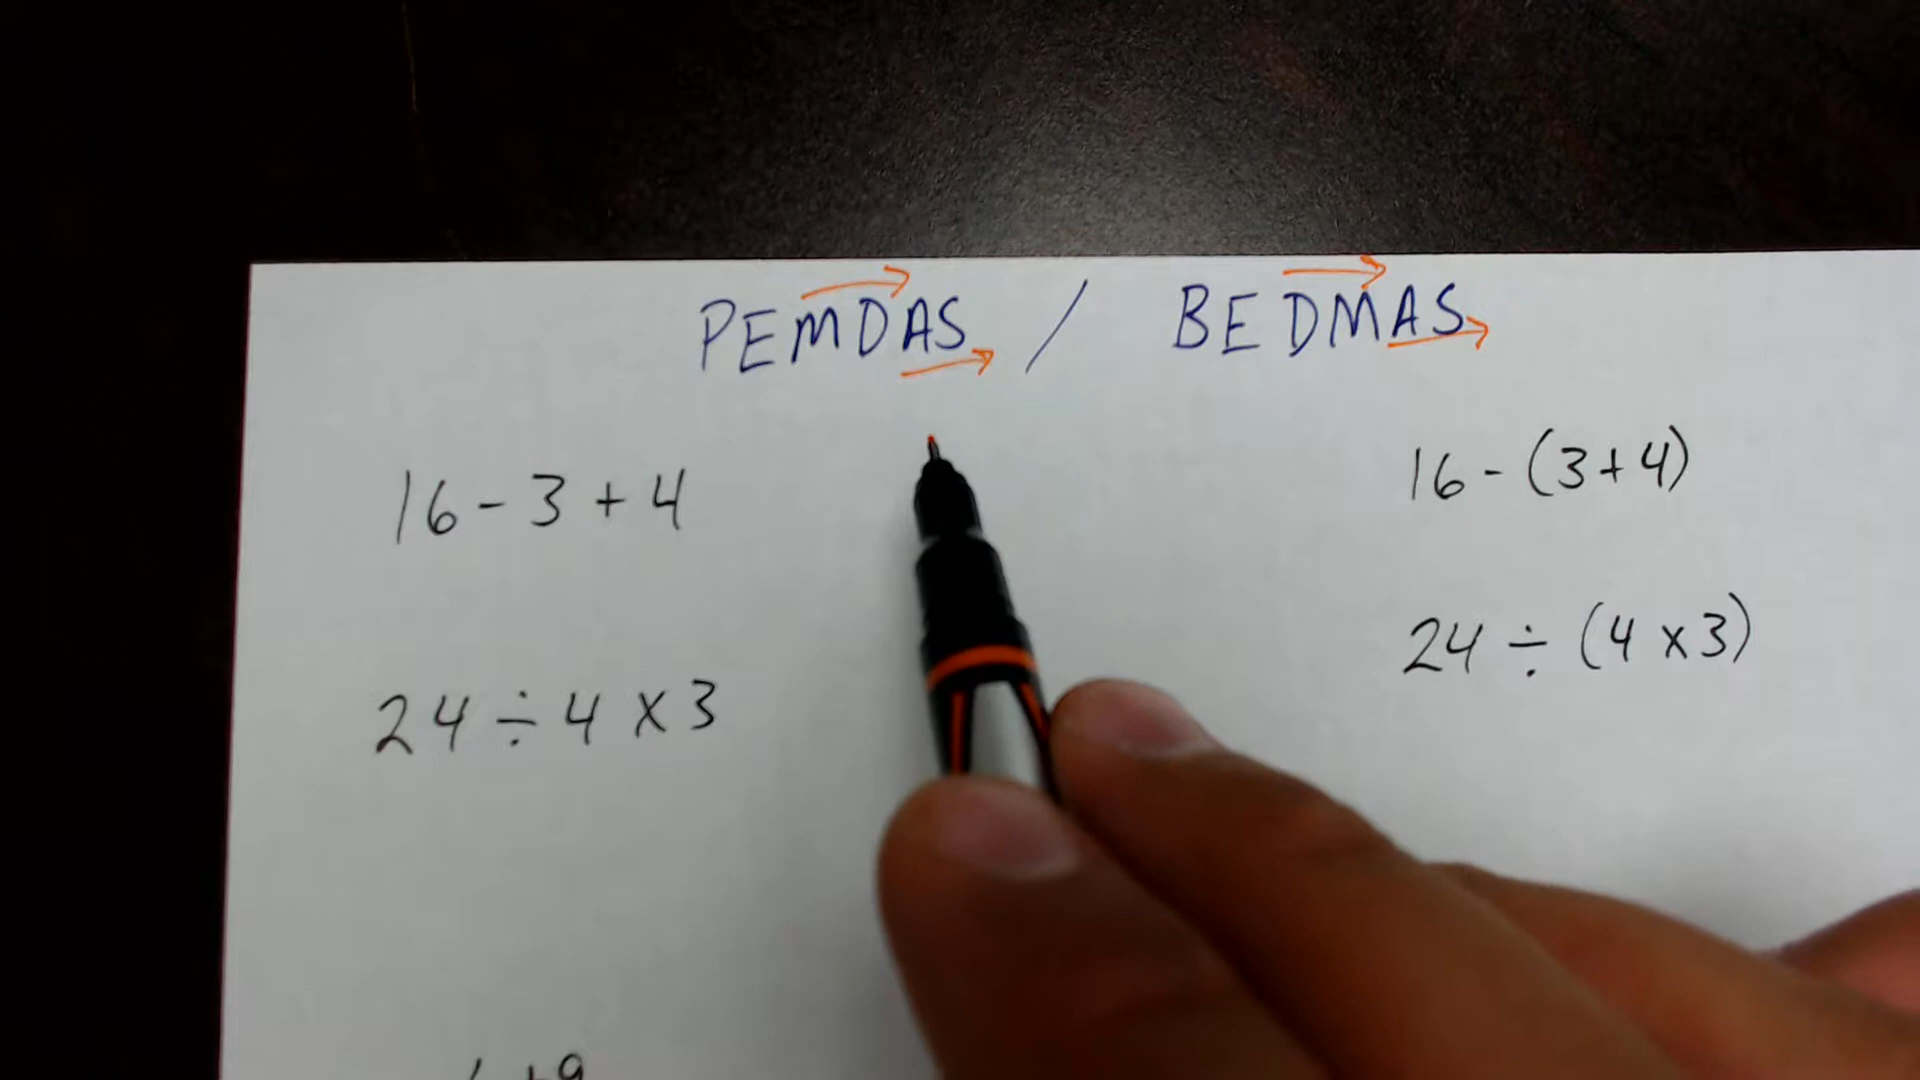 PEMDAS / BEDMAS
16 - 3 + 4
16 - (3 + 4)
24 ÷ 4 x 3
24 ÷ (4 x 3)